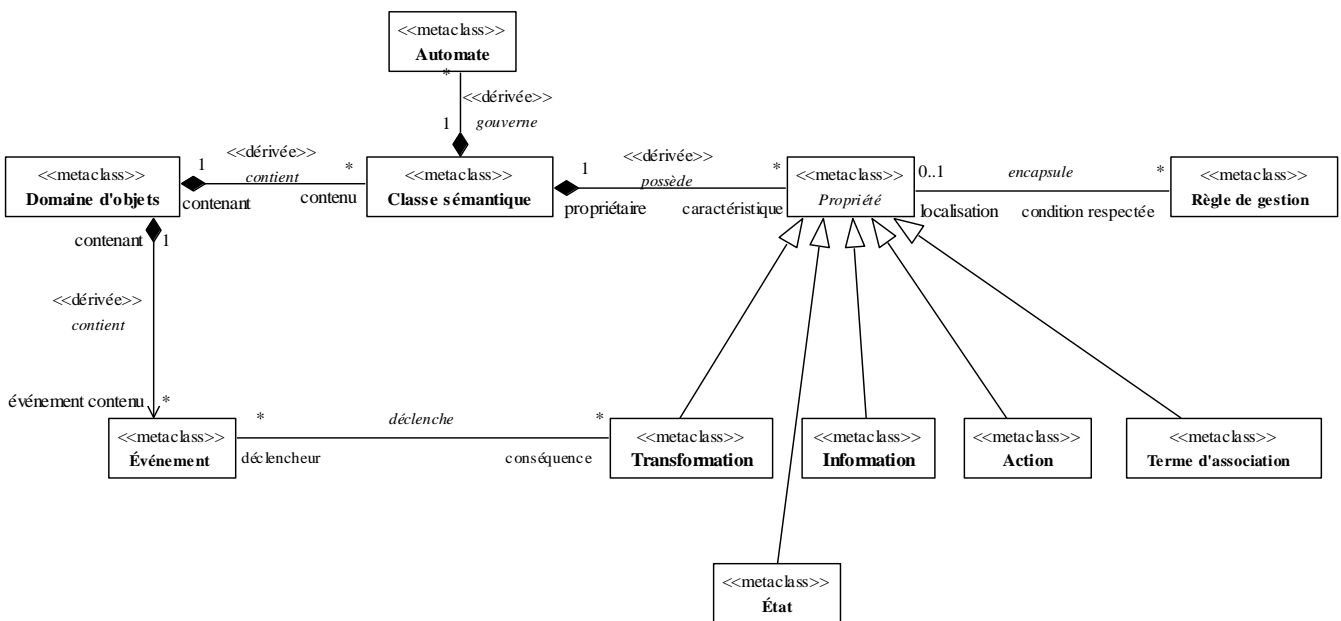 <<metaclass>>
Automate
*
<<dérivée>>
gouverne
1
<<metaclass>>
Domaine d'objets
1
<<dérivée>>
contient
*
contenant
contenu
<<metaclass>>
Classe sémantique
1
<<dérivée>>
possède
*
propriétaire
caractéristique
<<metaclass>>
Propriété
0..1
encapsule
*
localisation
condition respectée
<<metaclass>>
Règle de gestion
contenant
1
<<dérivée>>
contient
événement contenu
*
<<metaclass>>
Événement
*
déclenche
*
déclencheur
conséquence
<<metaclass>>
Transformation
<<metaclass>>
Information
<<metaclass>>
Action
<<metaclass>>
Terme d'association
<<metaclass>>
État